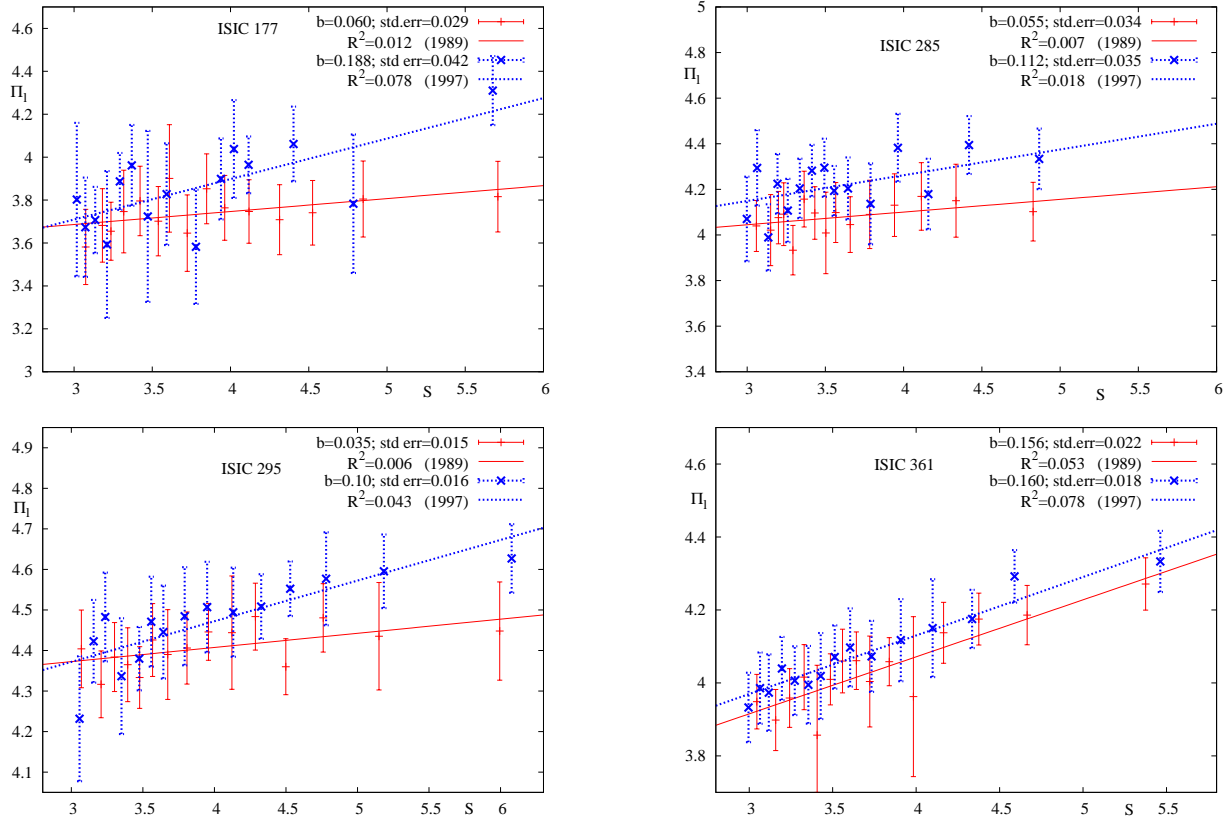 ISIC 177
b=0.060; std.err=0.029
R²=0.012 (1989)
b=0.188; std err=0.042
R²=0.078 (1997)
Π_l
4.6
4.4
4.2
4
3.8
3.6
3.4
3.2
3
3 3.5 4 4.5 5 5.5 6
S
ISIC 285
b=0.055; std.err=0.034
R²=0.007 (1989)
b=0.112; std.err=0.035
R²=0.018 (1997)
Π_l
5
4.8
4.6
4.4
4.2
4
3.8
3.6
3.4
3 3.5 4 4.5 5 5.5 6
S
ISIC 295
b=0.035; std err=0.015
R²=0.006 (1989)
b=0.10; std err=0.016
R²=0.043 (1997)
Π_l
4.9
4.8
4.7
4.6
4.5
4.4
4.3
4.2
4.1
3 3.5 4 4.5 5 5.5 6
S
ISIC 361
b=0.156; std.err=0.022
R²=0.053 (1989)
b=0.160; std.err=0.018
R²=0.078 (1997)
Π_l
4.6
4.4
4.2
4
3.8
3 3.5 4 4.5 5 5.5
S